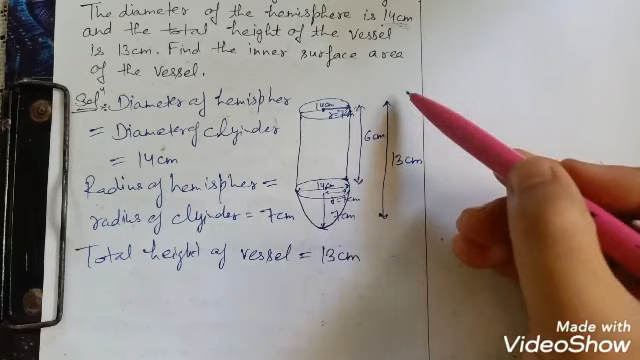 The diameter of the hemisphere is 14cm
and the total height of the vessel
is 13cm. Find the inner surface area
of the vessel.
Solⁿ: Diameter of hemispher
= Diameter of clyinder
= 14cm
Radius of hemispher =
radius of clyinder = 7cm
Total height of vessel = 13cm
14cm
r=7cm
6cm
13cm
14cm
r=7cm
7cm
Made with
VideoShow